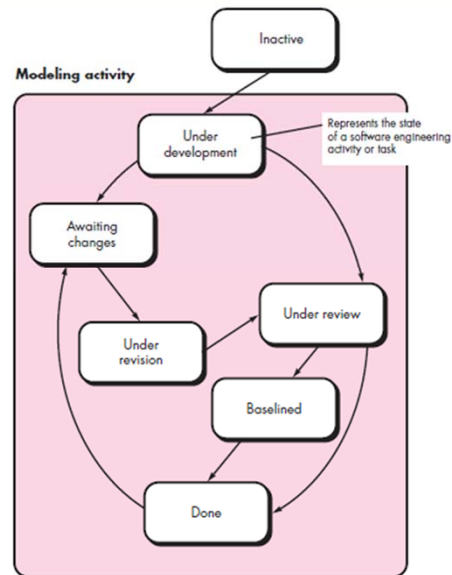 Inactive
Modeling activity
Under
development
Represents the state
of a software engineering
activity or task
Awaiting
changes
Under review
Under
revision
Baselined
Done